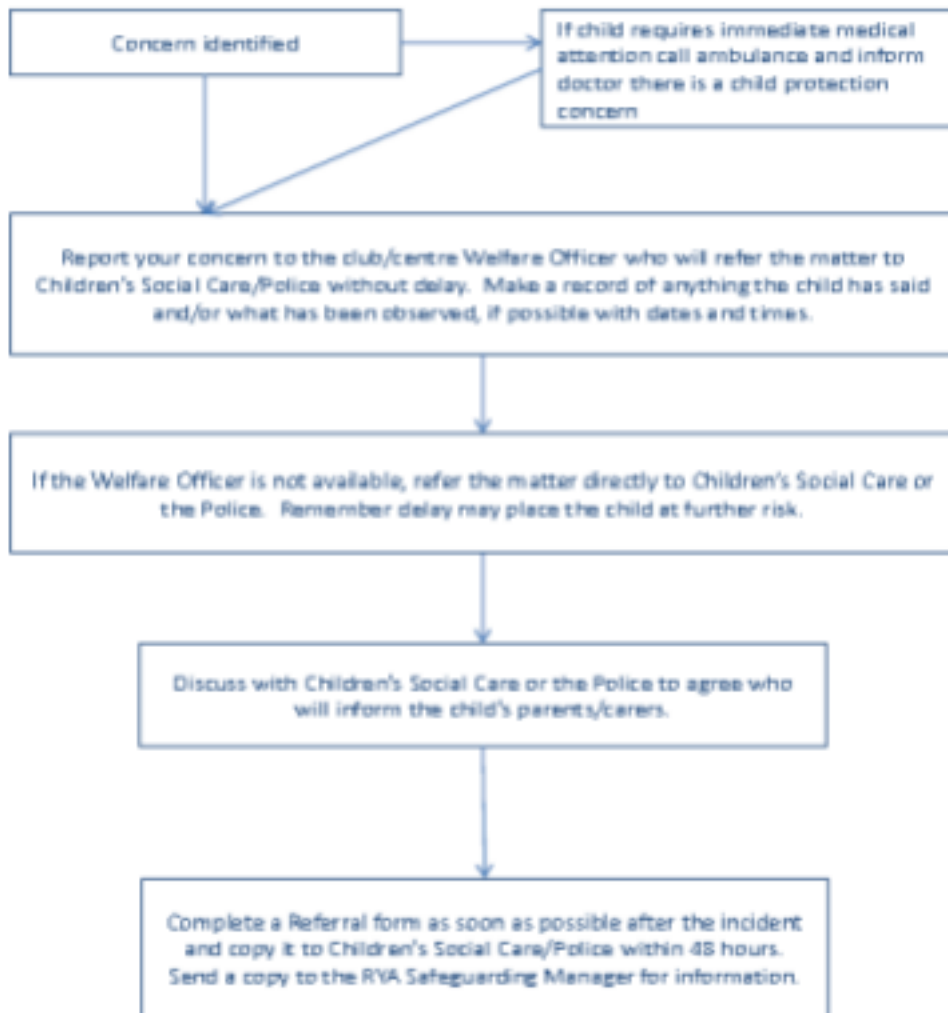 Concern identified
If child requires immediate medical
attention call ambulance and inform
doctor there is a child protection
concern
Report your concern to the club/centre Welfare Officer who will refer the matter to
Children's Social Care/Police without delay. Make a record of anything the child has said
and/or what has been observed, if possible with dates and times.
If the Welfare Officer is not available, refer the matter directly to Children's Social Care or
the Police. Remember delay may place the child at further risk.
Discuss with Children's Social Care or the Police to agree who
will inform the child's parents/carers.
Complete a Referral form as soon as possible after the incident
and copy it to Children's Social Care/Police within 48 hours.
Send a copy to the RYA Safeguarding Manager for information.